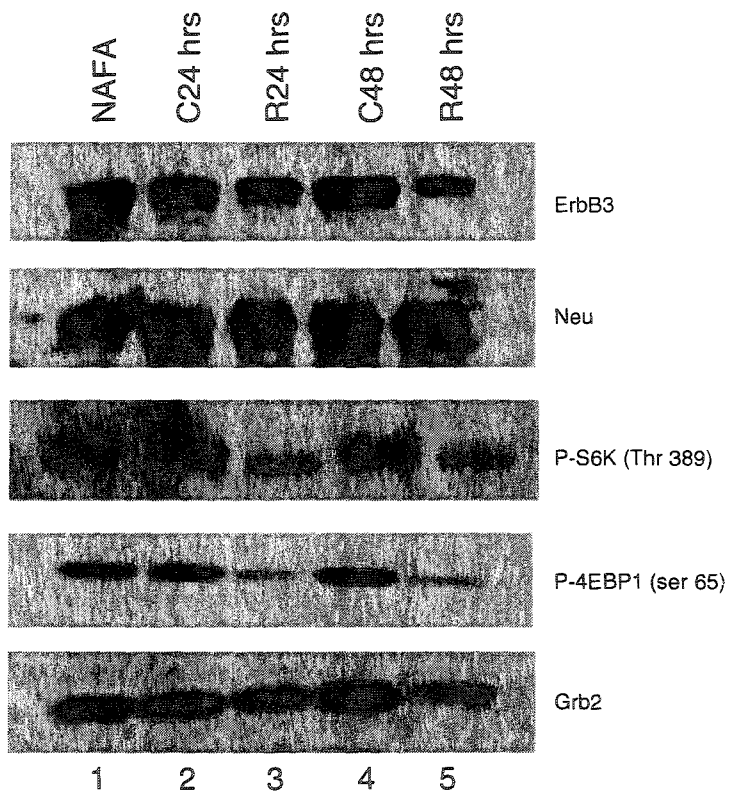 NAFA
C24 hrs
R24 hrs
C48 hrs
R48 hrs
ErbB3
Neu
P-S6K (Thr 389)
P-4EBP1 (ser 65)
Grb2
1 2 3 4 5